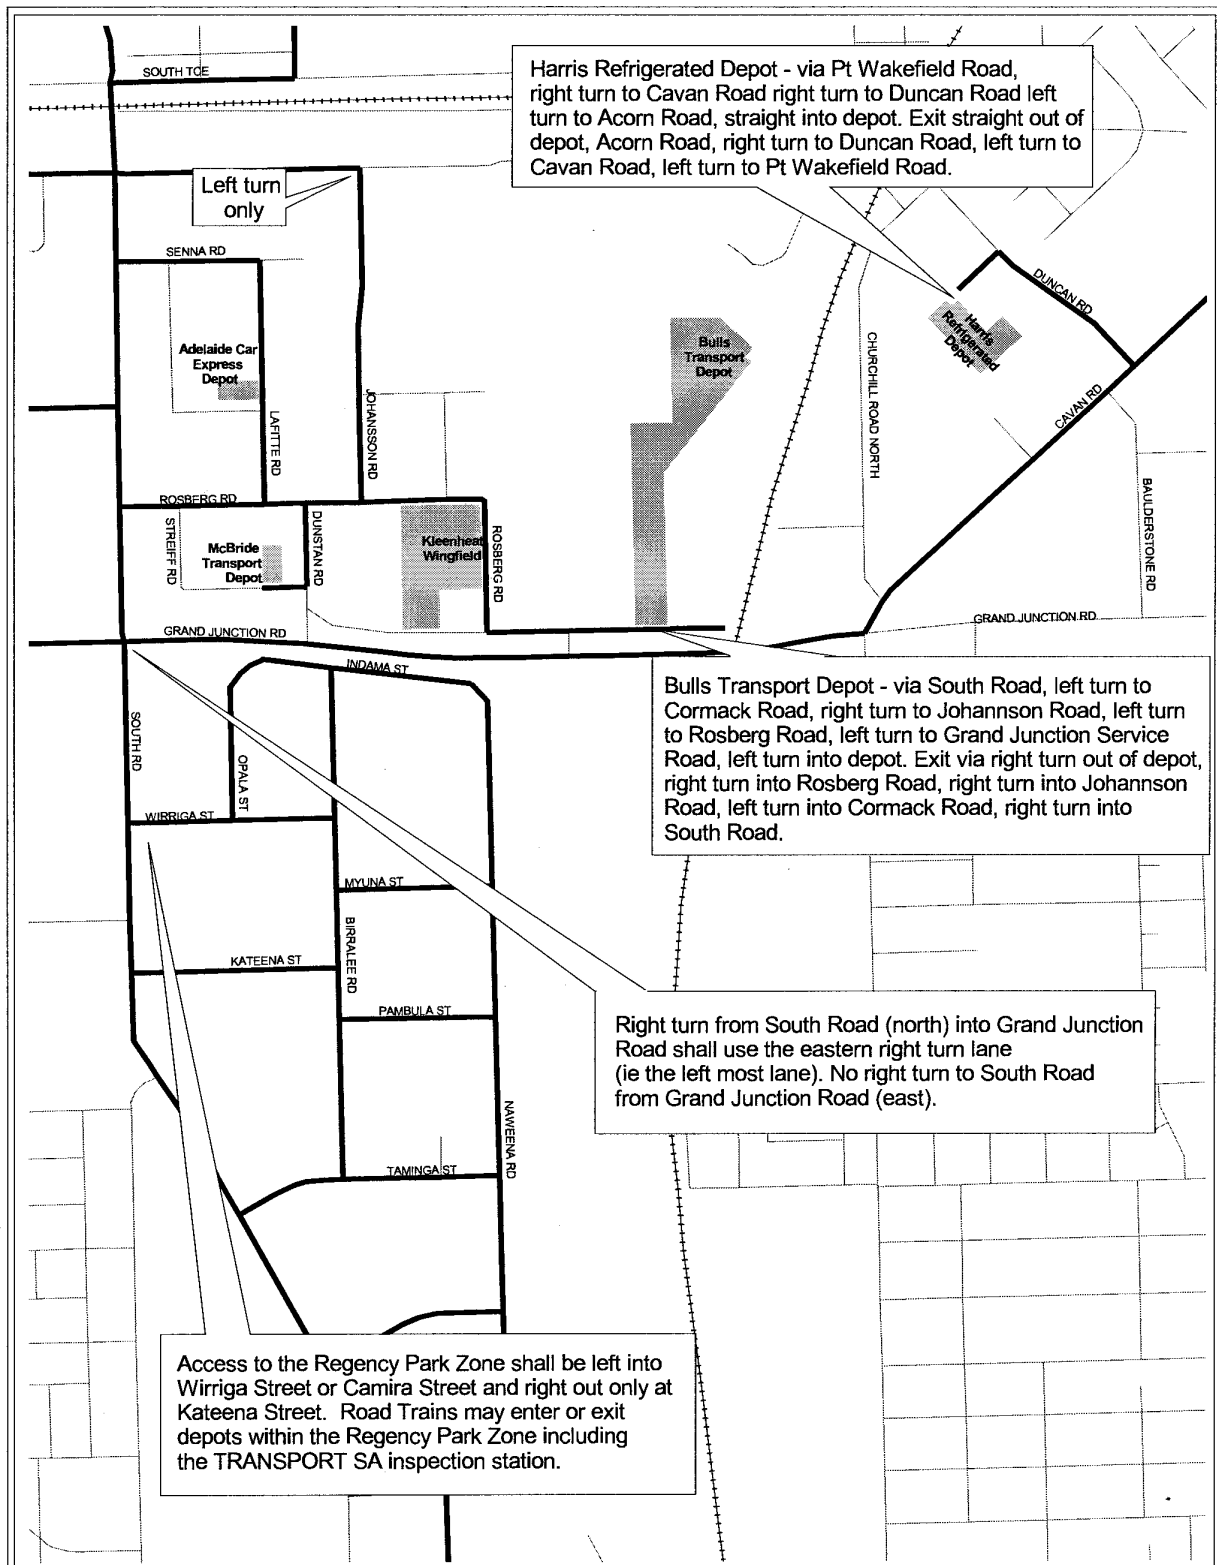 SOUTH TCE
Harris Refrigerated Depot - via Pt Wakefield Road,
right turn to Cavan Road right turn to Duncan Road left
turn to Acorn Road, straight into depot. Exit straight out of
depot, Acorn Road, right turn to Duncan Road, left turn to
Cavan Road, left turn to Pt Wakefield Road.
Left turn
only
SENNA RD
DUNCAN RD
Harris
Refrigerated
Depot
Adelaide Car
Express
Depot
Bulls
Transport
Depot
CHURCHILL ROAD NORTH
CAVAN RD
LAFITTE RD
JOHANSSON RD
BAULDERSTONE RD
ROSBERG RD
STREIFF RD
McBride
Transport
Depot
DUNSTAN RD
Kleenheat
Wingfield
ROSBERG RD
GRAND JUNCTION RD
GRAND JUNCTION RD
INDAMA ST
SOUTH RD
OPALA ST
Bulls Transport Depot - via South Road, left turn to
Cormack Road, right turn to Johannson Road, left turn
to Rosberg Road, left turn to Grand Junction Service
Road, left turn into depot. Exit via right turn out of depot,
right turn into Rosberg Road, right turn into Johannson
Road, left turn into Cormack Road, right turn into
South Road.
WIRRIGA ST
MYUNA ST
BIRRALEE RD
KATEENA ST
PAMBULA ST
Right turn from South Road (north) into Grand Junction
Road shall use the eastern right turn lane
(ie the left most lane). No right turn to South Road
from Grand Junction Road (east).
NAWEENA RD
TAMINGA ST
Access to the Regency Park Zone shall be left into
Wirriga Street or Camira Street and right out only at
Kateena Street. Road Trains may enter or exit
depots within the Regency Park Zone including
the TRANSPORT SA inspection station.